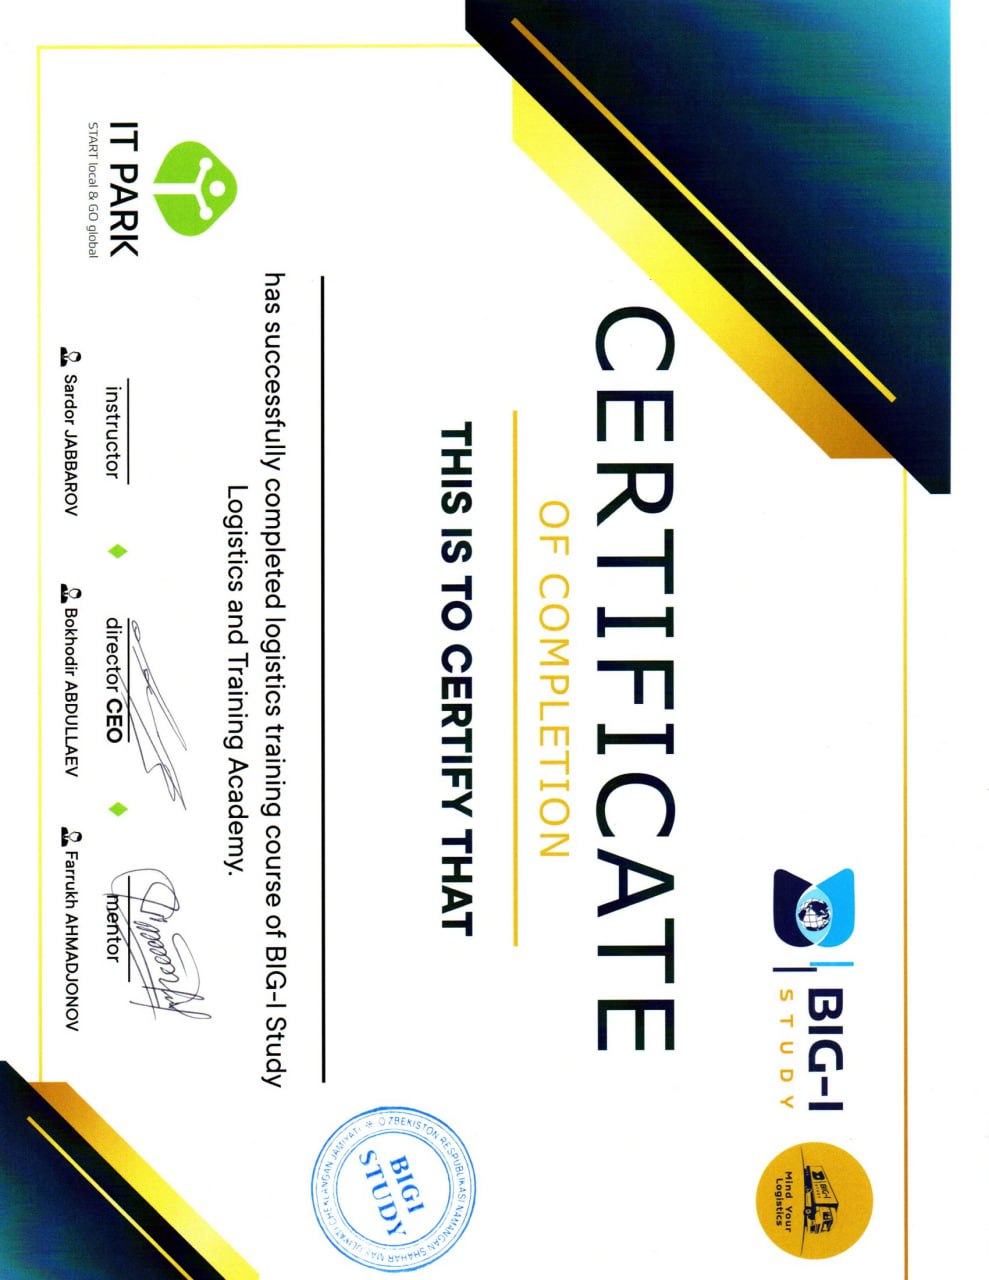 BIG-I
STUDY
BIG-I
Mind Your
Logistics
CERTIFICATE
OF COMPLETION
THIS IS TO CERTIFY THAT
has successfully completed logistics training course of BIG-I Study
Logistics and Training Academy.
IT PARK
START local & GO global
instructor
Sardor JABBAROV
director CEO
Bokhodir ABDULLAEV
mentor
Farrukh AHMADJONOV
BIGI
STUDY
O'ZBEKISTON RESPUBLIKASI NAMANGAN SHAHAR MAS'ULIYATI CHEKLANGAN JAMIYATI